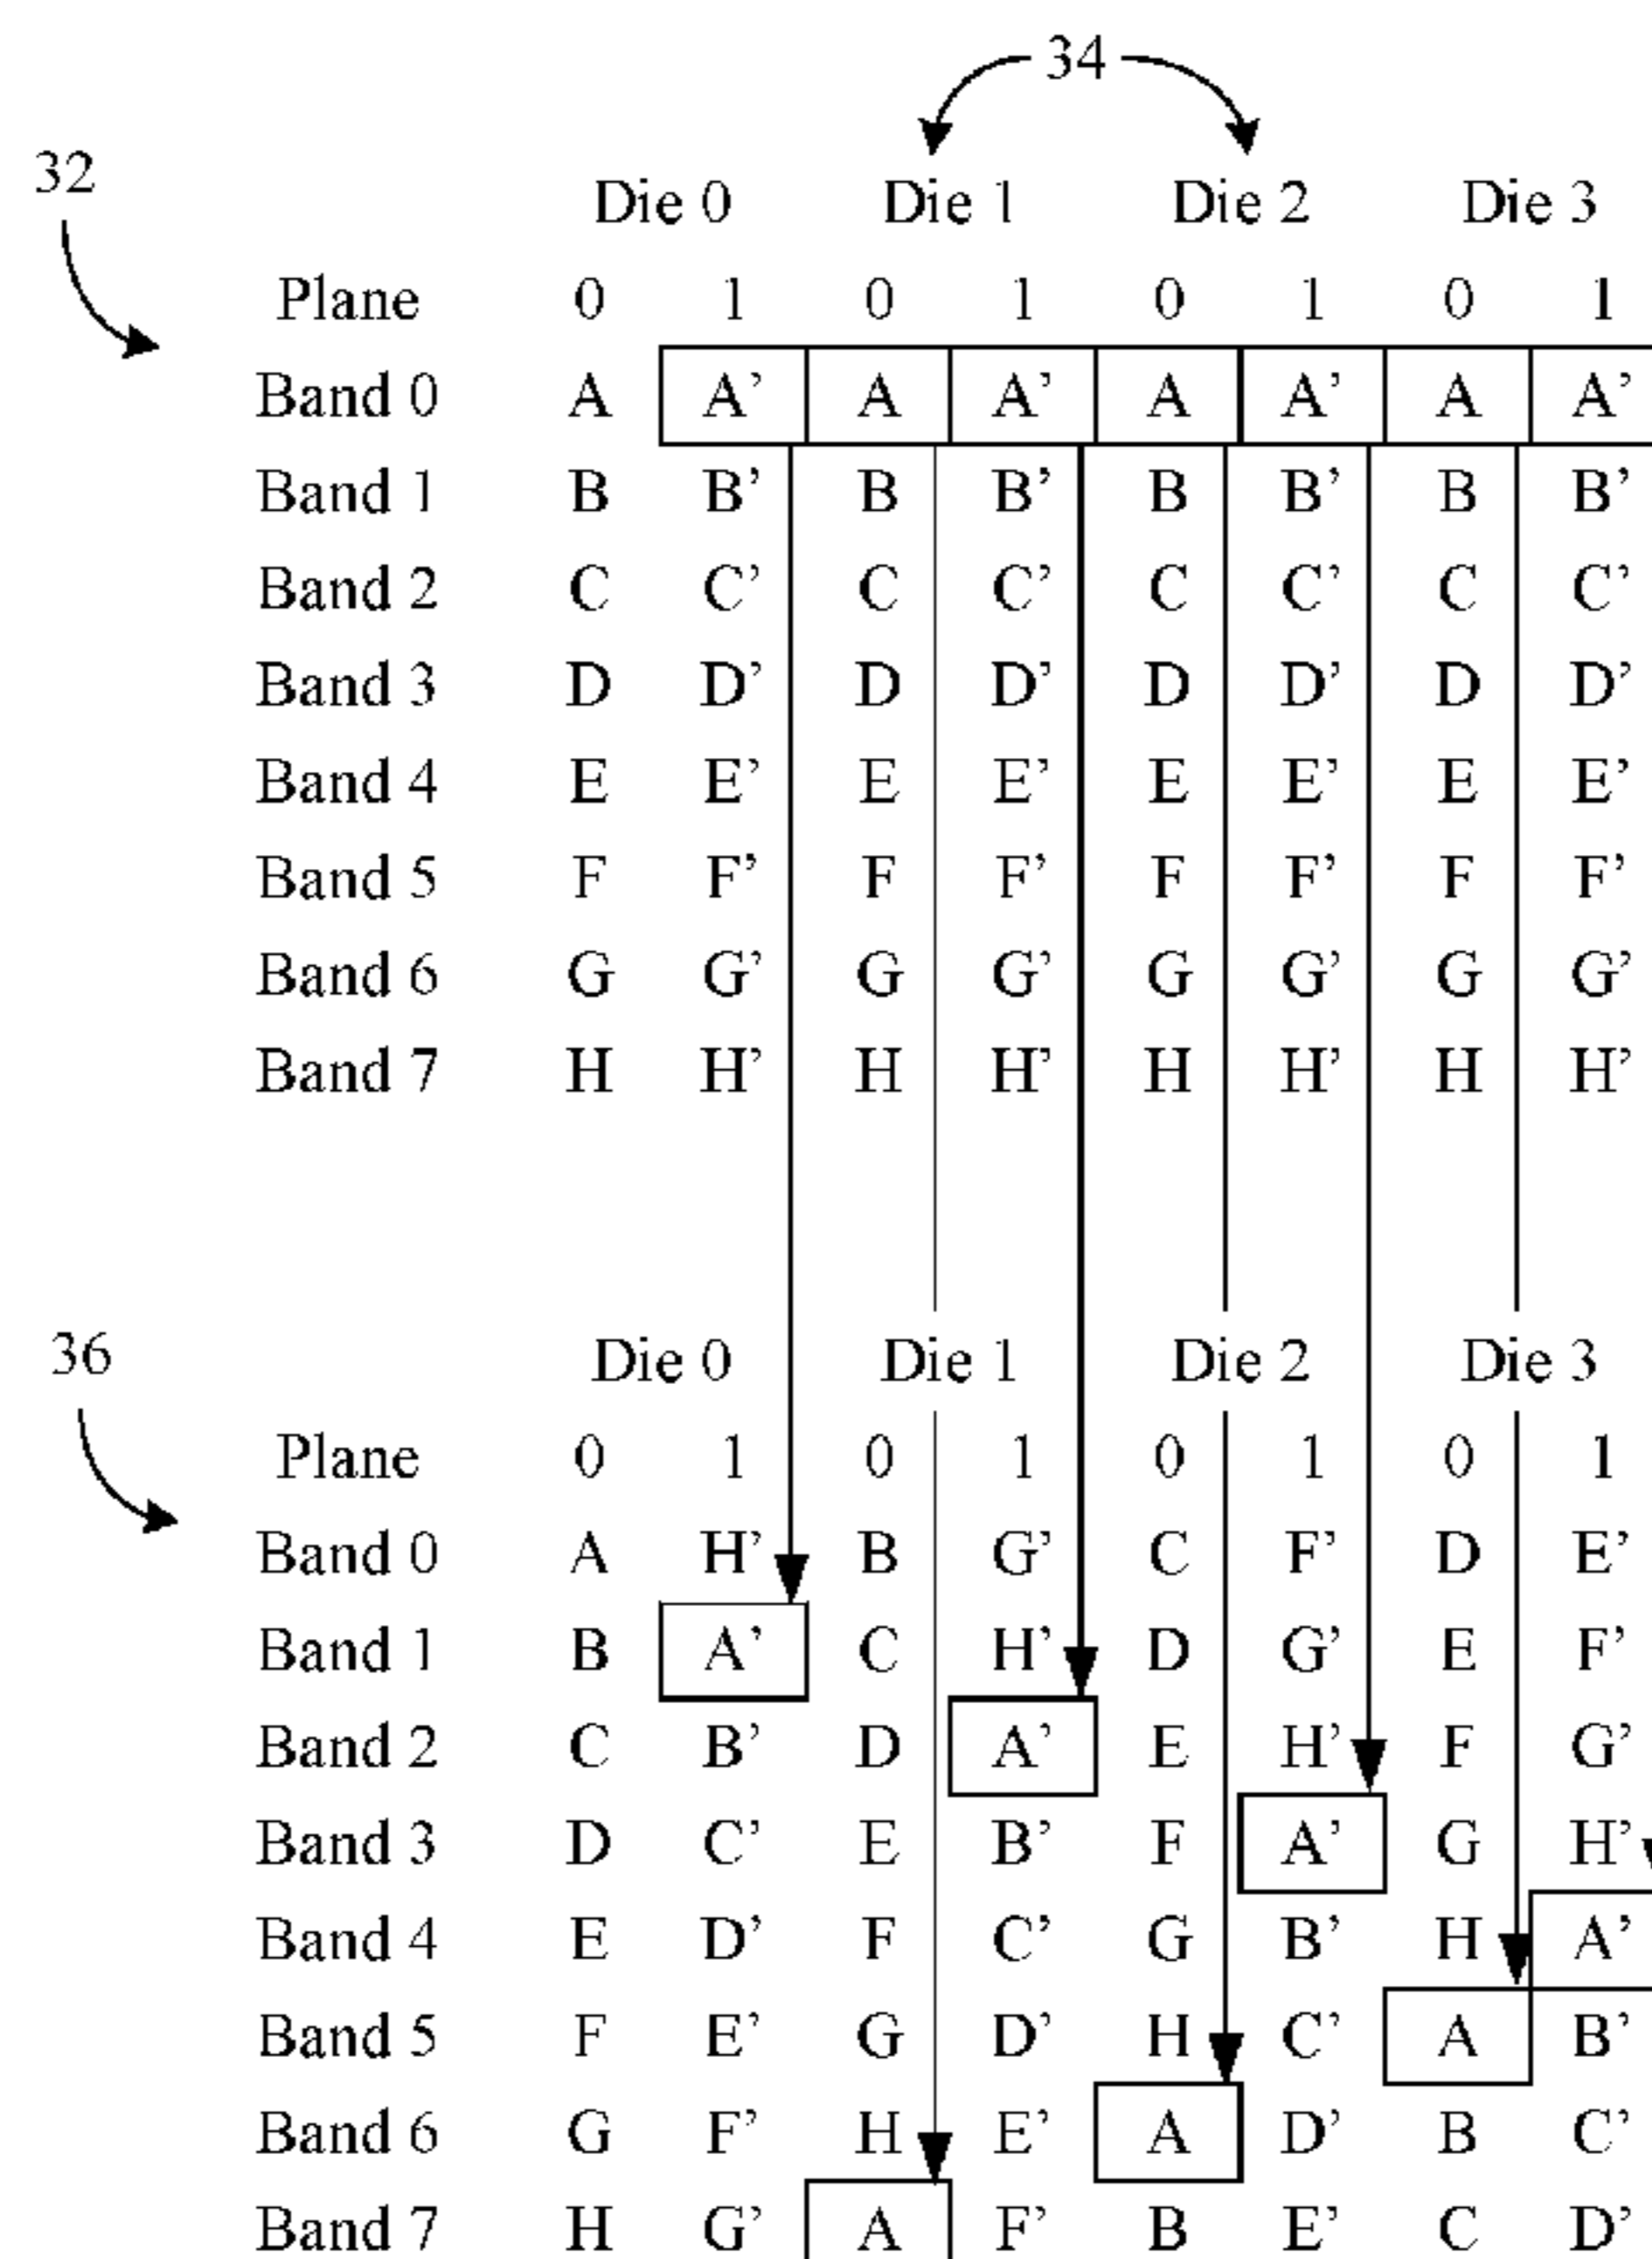 34
32
Die 0 Die 1 Die 2 Die 3
Plane 0 1 0 1 0 1 0 1
Band 0 A A’ A A’ A A’ A A’
Band 1 B B’ B B’ B B’ B B’
Band 2 C C’ C C’ C C’ C C’
Band 3 D D’ D D’ D D’ D D’
Band 4 E E’ E E’ E E’ E E’
Band 5 F F’ F F’ F F’ F F’
Band 6 G G’ G G’ G G’ G G’
Band 7 H H’ H H’ H H’ H H’
36
Die 0 Die 1 Die 2 Die 3
Plane 0 1 0 1 0 1 0 1
Band 0 A H’ B G’ C F’ D E’
Band 1 B A’ C H’ D G’ E F’
Band 2 C B’ D A’ E H’ F G’
Band 3 D C’ E B’ F A’ G H’
Band 4 E D’ F C’ G B’ H A’
Band 5 F E’ G D’ H C’ A B’
Band 6 G F’ H E’ A D’ B C’
Band 7 H G’ A F’ B E’ C D’